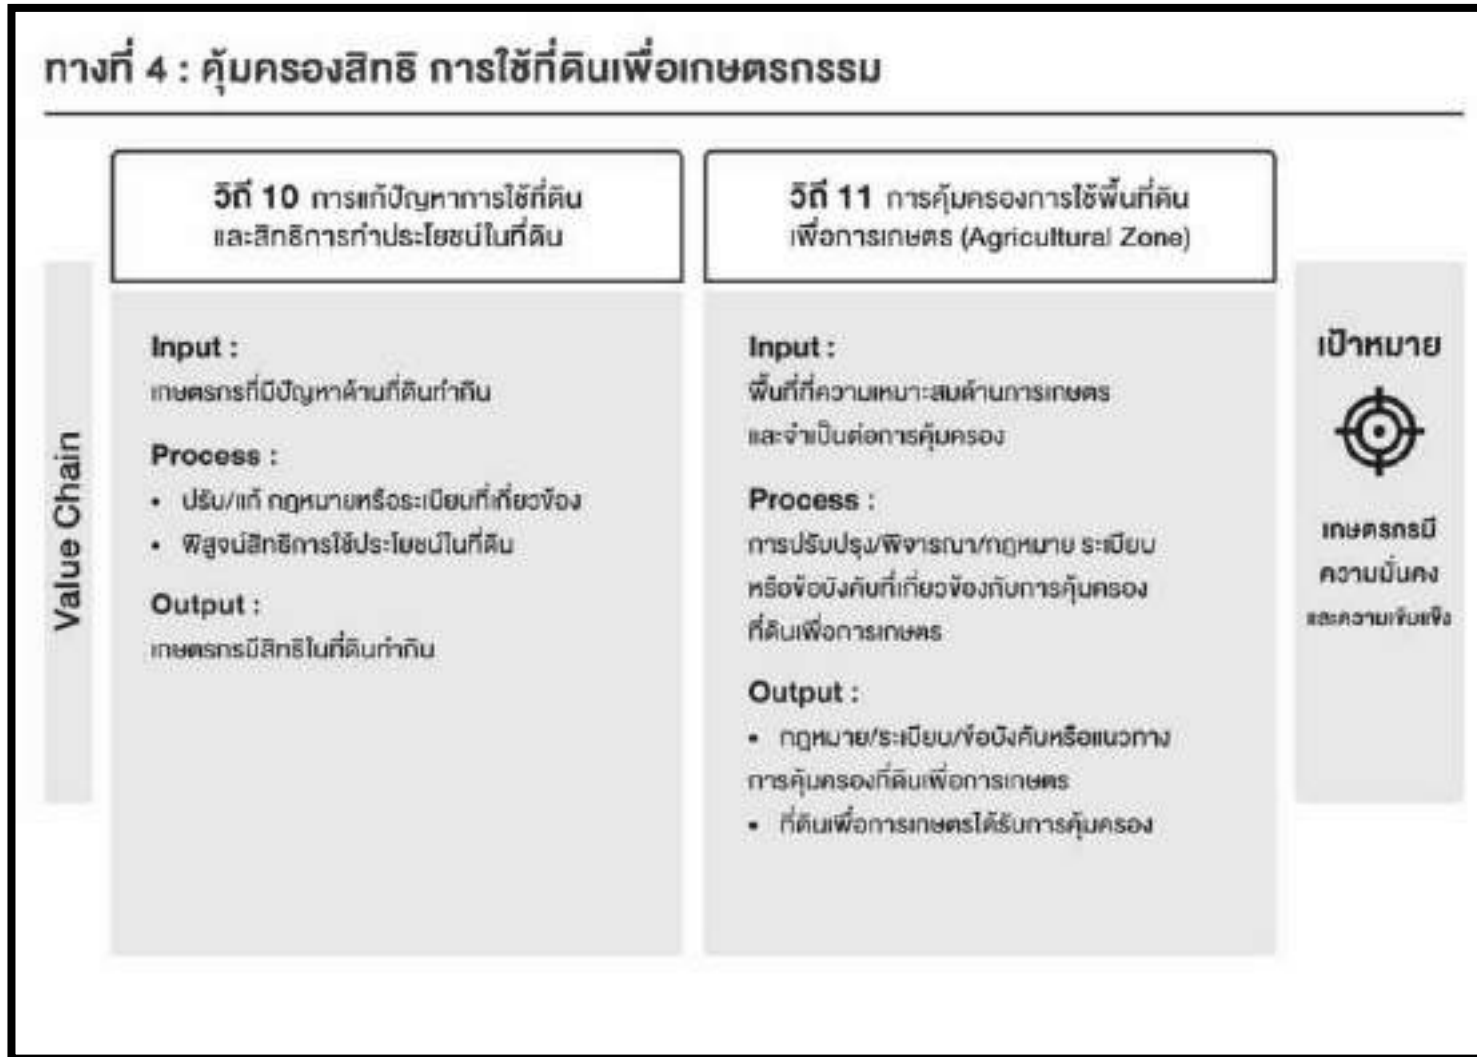 ทางที่ 4 : คุ้มครองสิทธิ การใช้ที่ดินเพื่อเกษตรกรรม
Value Chain
วิถี 10 การแก้ปัญหาการใช้ที่ดิน
และสิทธิการทำประโยชน์ในที่ดิน
Input :
เกษตรกรที่มีปัญหาด้านที่ดินทำกิน
Process :
• ปรับ/แก้ กฎหมายหรือระเบียบที่เกี่ยวข้อง
• พิสูจน์สิทธิการใช้ประโยชน์ในที่ดิน
Output :
เกษตรกรมีสิทธิในที่ดินทำกิน
วิถี 11 การคุ้มครองการใช้พื้นที่ดิน
เพื่อการเกษตร (Agricultural Zone)
Input :
พื้นที่ที่ความเหมาะสมด้านการเกษตร
และจำเป็นต่อการคุ้มครอง
Process :
การปรับปรุง/พิจารณา/กฎหมาย ระเบียบ
หรือข้อบังคับที่เกี่ยวข้องกับการคุ้มครอง
ที่ดินเพื่อการเกษตร
Output :
• กฎหมาย/ระเบียบ/ข้อบังคับหรือแนวทาง
การคุ้มครองที่ดินเพื่อการเกษตร
• ที่ดินเพื่อการเกษตรได้รับการคุ้มครอง
เป้าหมาย
เกษตรกรมี
ความมั่นคง
และความเข้มแข็ง